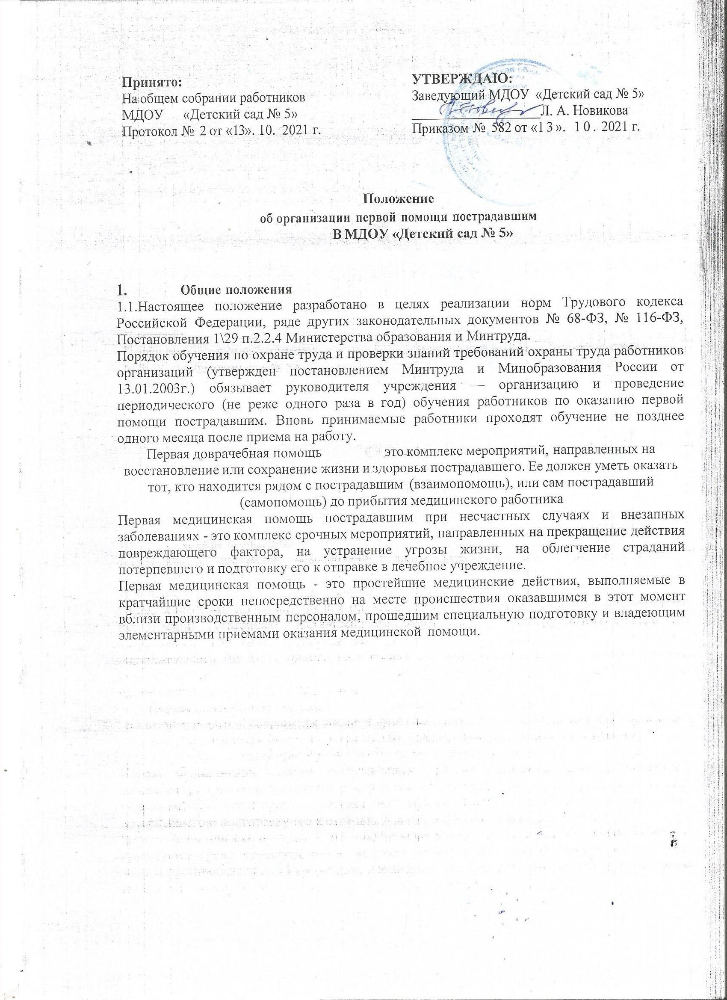 Принято:
На общем собрании работников
МДОУ «Детский сад № 5»
Протокол № 2 от «13». 10. 2021 г.
УТВЕРЖДАЮ:
Заведующий МДОУ «Детский сад № 5»
Л. А. Новикова
Приказом № 582 от «13». 10. 2021 г.
Положение
об организации первой помощи пострадавшим
В МДОУ «Детский сад № 5»
1. Общие положения
1.1.Настоящее положение разработано в целях реализации норм Трудового кодекса
Российской Федерации, ряде других законодательных документов № 68-ФЗ, № 116-ФЗ,
Постановления 1\29 п.2.2.4 Министерства образования и Минтруда.
Порядок обучения по охране труда и проверки знаний требований охраны труда работников
организаций (утвержден постановлением Минтруда и Минобразования России от
13.01.2003г.) обязывает руководителя учреждения — организацию и проведение
периодического (не реже одного раза в год) обучения работников по оказанию первой
помощи пострадавшим. Вновь принимаемые работники проходят обучение не позднее
одного месяца после приема на работу.
Первая доврачебная помощь это комплекс мероприятий, направленных на
восстановление или сохранение жизни и здоровья пострадавшего. Ее должен уметь оказать
тот, кто находится рядом с пострадавшим (взаимопомощь), или сам пострадавший
(самопомощь) до прибытия медицинского работника
Первая медицинская помощь пострадавшим при несчастных случаях и внезапных
заболеваниях - это комплекс срочных мероприятий, направленных на прекращение действия
повреждающего фактора, на устранение угрозы жизни, на облегчение страданий
потерпевшего и подготовку его к отправке в лечебное учреждение.
Первая медицинская помощь - это простейшие медицинские действия, выполняемые в
кратчайшие сроки непосредственно на месте происшествия оказавшимся в этот момент
вблизи производственным персоналом, прошедшим специальную подготовку и владеющим
элементарными приемами оказания медицинской помощи.